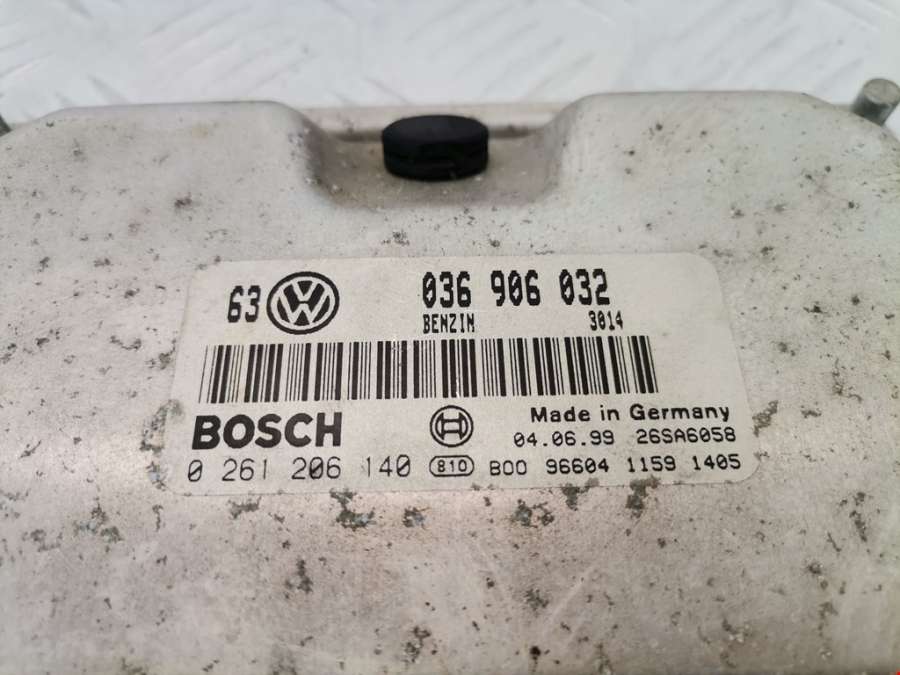 63 VW 036 906 032
BENZIN 3014
BOSCH Made in Germany
04.06.99 26SA6058
0 261 206 140 810 B00 96604 1159 1405